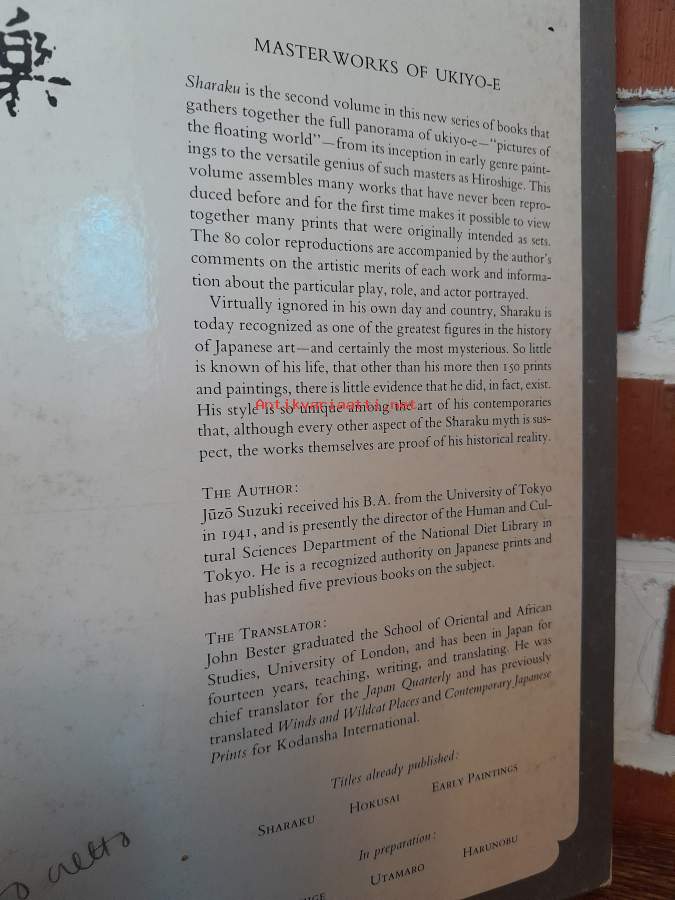 樂
MASTERWORKS OF UKIYO-E
Sharaku is the second volume in this new series of books that
gathers together the full panorama of ukiyo-e—“pictures of
the floating world”—from its inception in early genre paint-
ings to the versatile genius of such masters as Hiroshige. This
volume assembles many works that have never been repro-
duced before and for the first time makes it possible to view
together many prints that were originally intended as sets.
The 80 color reproductions are accompanied by the author's
comments on the artistic merits of each work and informa-
tion about the particular play, role, and actor portrayed.
Virtually ignored in his own day and country, Sharaku is
today recognized as one of the greatest figures in the history
of Japanese art—and certainly the most mysterious. So little
is known of his life, that other than his more then 150 prints
and paintings, there is little evidence that he did, in fact, exist.
Antikvariaatti.net
His style is so unique among the art of his contemporaries
that, although every other aspect of the Sharaku myth is sus-
pect, the works themselves are proof of his historical reality.
THE AUTHOR:
Jūzō Suzuki received his B.A. from the University of Tokyo
in 1941, and is presently the director of the Human and Cul-
tural Sciences Department of the National Diet Library in
Tokyo. He is a recognized authority on Japanese prints and
has published five previous books on the subject.
THE TRANSLATOR:
John Bester graduated the School of Oriental and African
Studies, University of London, and has been in Japan for
fourteen years, teaching, writing, and translating. He was
chief translator for the Japan Quarterly and has previously
translated Winds and Wildcat Places and Contemporary Japanese
Prints for Kodansha International.
Titles already published:
SHARAKU HOKUSAI EARLY PAINTINGS
In preparation:
UTAMARO HARUNOBU